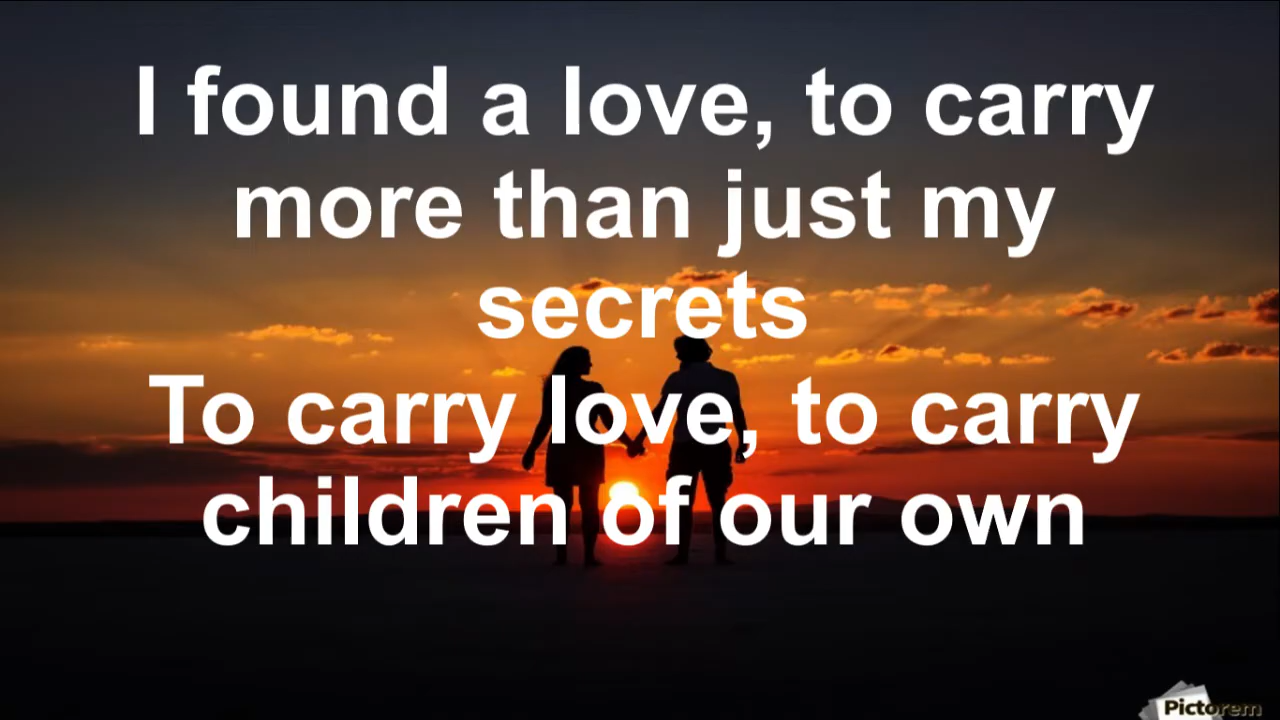 I found a love, to carry
more than just my
secrets
To carry love, to carry
children of our own
Pictorem